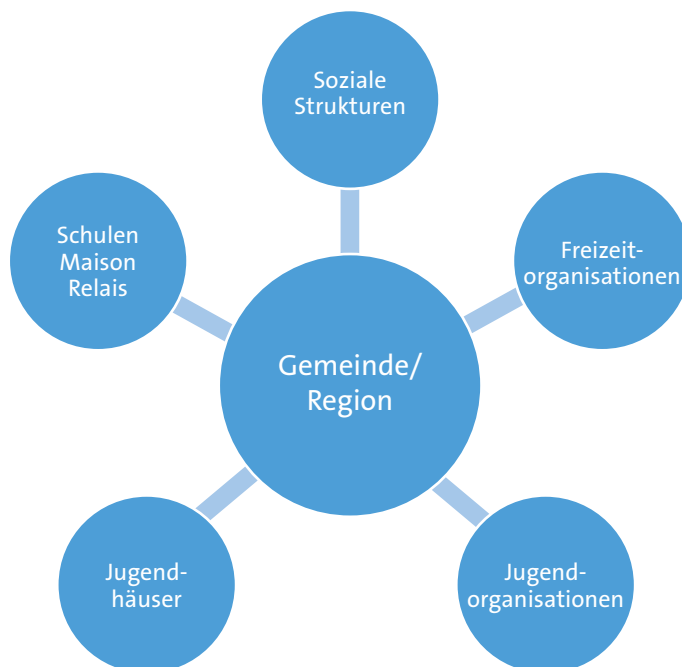 Soziale
Strukturen
Schulen
Maison
Relais
Freizeit-
organisationen
Gemeinde/
Region
Jugend-
häuser
Jugend-
organisationen